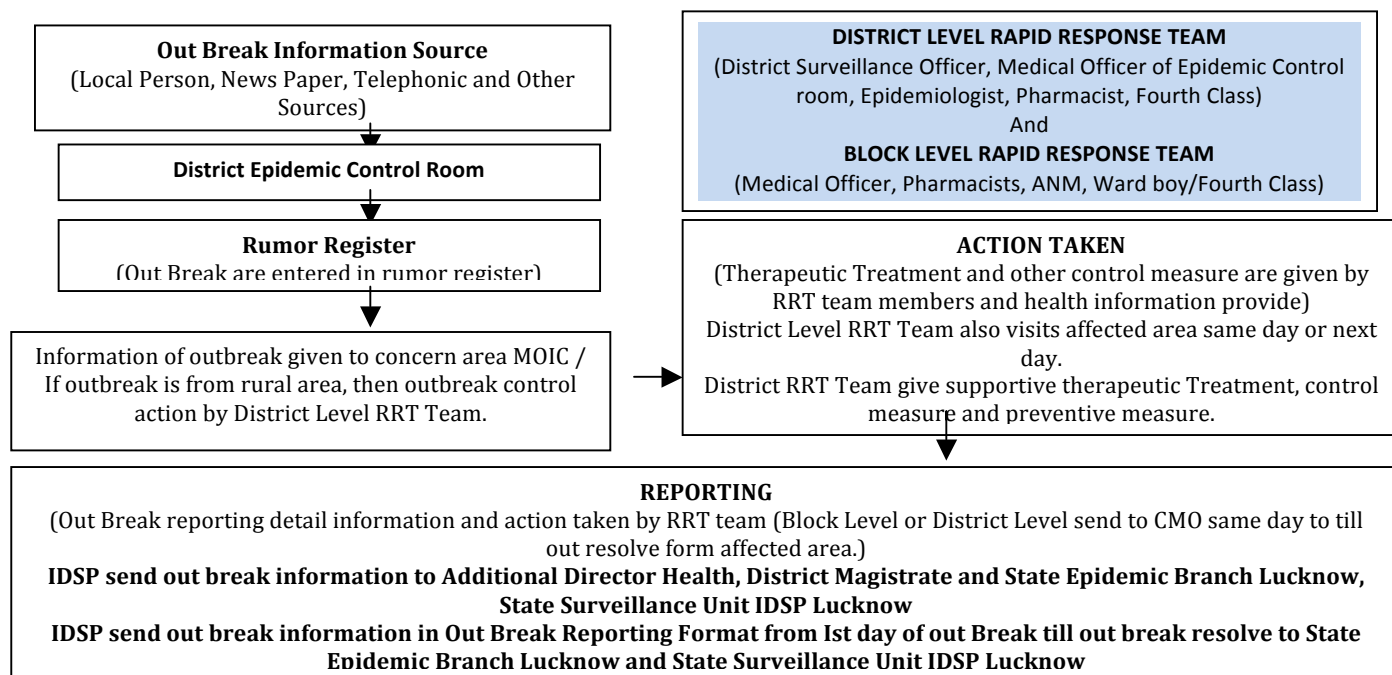 Out Break Information Source
(Local Person, News Paper, Telephonic and Other
Sources)
District Epidemic Control Room
Rumor Register
(Out Break are entered in rumor register)
Information of outbreak given to concern area MOIC /
If outbreak is from rural area, then outbreak control
action by District Level RRT Team.
DISTRICT LEVEL RAPID RESPONSE TEAM
(District Surveillance Officer, Medical Officer of Epidemic Control
room, Epidemiologist, Pharmacist, Fourth Class)
And
BLOCK LEVEL RAPID RESPONSE TEAM
(Medical Officer, Pharmacists, ANM, Ward boy/Fourth Class)
ACTION TAKEN
(Therapeutic Treatment and other control measure are given by
RRT team members and health information provide)
District Level RRT Team also visits affected area same day or next
day.
District RRT Team give supportive therapeutic Treatment, control
measure and preventive measure.
REPORTING
(Out Break reporting detail information and action taken by RRT team (Block Level or District Level send to CMO same day to till
out resolve form affected area.)
IDSP send out break information to Additional Director Health, District Magistrate and State Epidemic Branch Lucknow,
State Surveillance Unit IDSP Lucknow
IDSP send out break information in Out Break Reporting Format from Ist day of out Break till out break resolve to State
Epidemic Branch Lucknow and State Surveillance Unit IDSP Lucknow